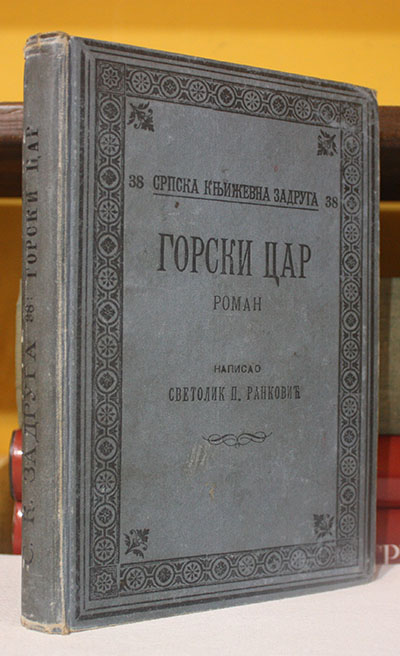 38 СРПСКА КЊИЖЕВНА ЗАДРУГА 38
ГОРСКИ ЦАР
РОМАН
НАПИСАО
СВЕТОЛИК П. РАНКОВИЋ
С. К. ЗАДРУГА 38: ГОРСКИ ЦАР